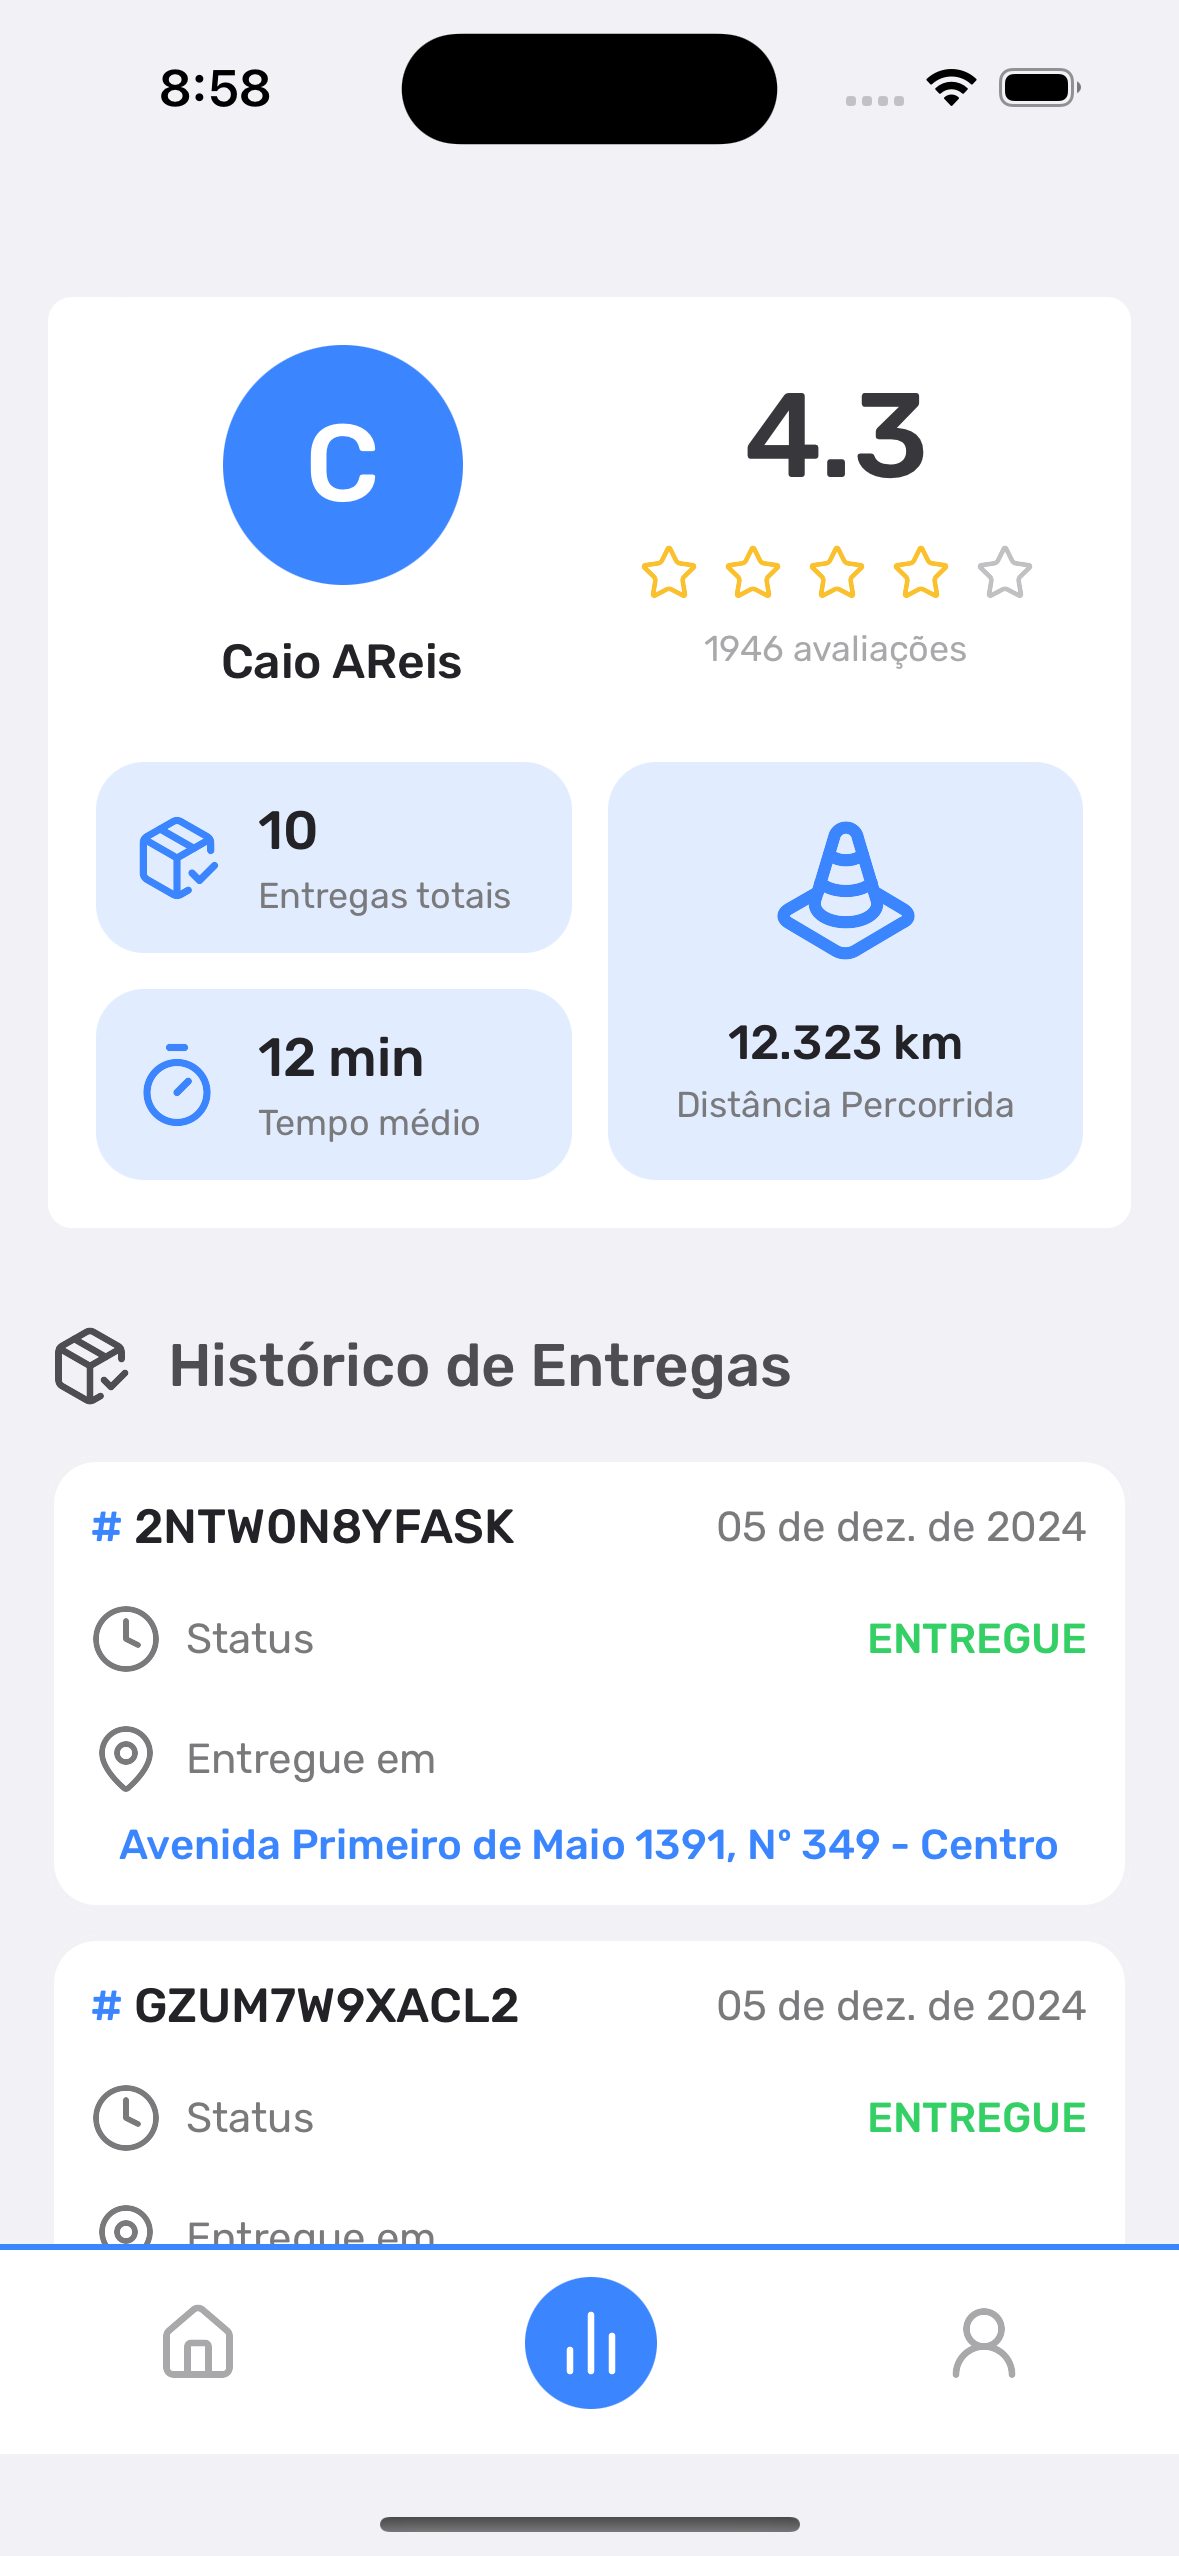 8:58
C
4.3
Caio AReis
1946 avaliações
10
Entregas totais
12 min
Tempo médio
12.323 km
Distância Percorrida
Histórico de Entregas
# 2NTW0N8YFASK 05 de dez. de 2024
Status ENTREGUE
Entregue em
Avenida Primeiro de Maio 1391, Nº 349 - Centro
# GZUM7W9XACL2 05 de dez. de 2024
Status ENTREGUE
Entregue em